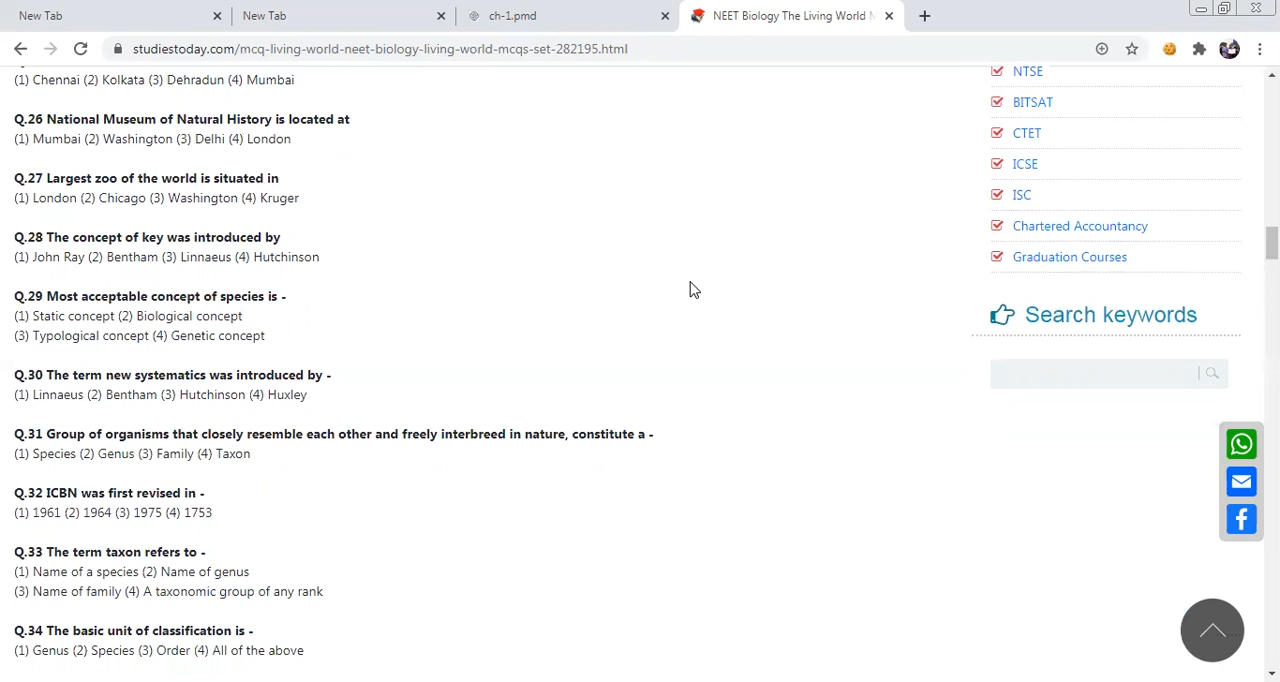 New Tab
New Tab
ch-1.pmd
NEET Biology The Living World M
studiestoday.com/mcq-living-world-neet-biology-living-world-mcqs-set-282195.html
(1) Chennai (2) Kolkata (3) Dehradun (4) Mumbai
Q.26 National Museum of Natural History is located at
(1) Mumbai (2) Washington (3) Delhi (4) London
Q.27 Largest zoo of the world is situated in
(1) London (2) Chicago (3) Washington (4) Kruger
Q.28 The concept of key was introduced by
(1) John Ray (2) Bentham (3) Linnaeus (4) Hutchinson
Q.29 Most acceptable concept of species is -
(1) Static concept (2) Biological concept
(3) Typological concept (4) Genetic concept
Q.30 The term new systematics was introduced by -
(1) Linnaeus (2) Bentham (3) Hutchinson (4) Huxley
Q.31 Group of organisms that closely resemble each other and freely interbreed in nature, constitute a -
(1) Species (2) Genus (3) Family (4) Taxon
Q.32 ICBN was first revised in -
(1) 1961 (2) 1964 (3) 1975 (4) 1753
Q.33 The term taxon refers to -
(1) Name of a species (2) Name of genus
(3) Name of family (4) A taxonomic group of any rank
Q.34 The basic unit of classification is -
(1) Genus (2) Species (3) Order (4) All of the above
NTSE
BITSAT
CTET
ICSE
ISC
Chartered Accountancy
Graduation Courses
Search keywords